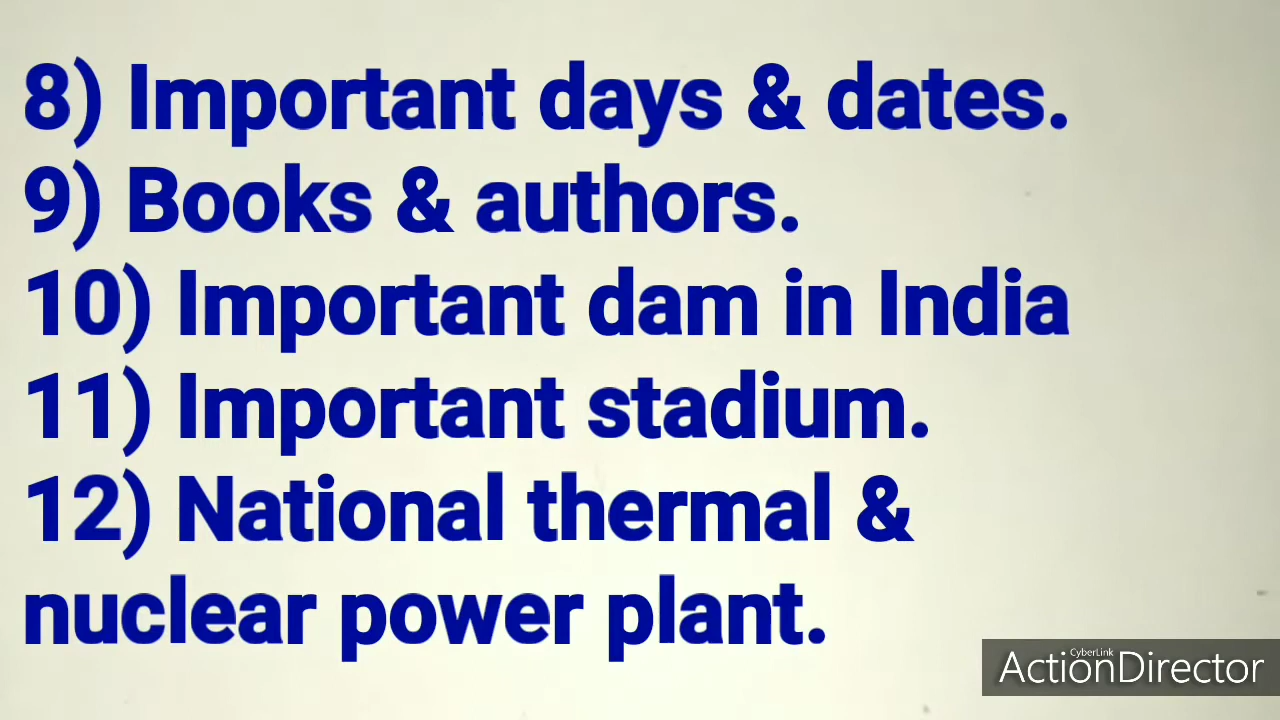 8) Important days & dates.
9) Books & authors.
10) Important dam in India
11) Important stadium.
12) National thermal &
nuclear power plant.
CyberLink
ActionDirector